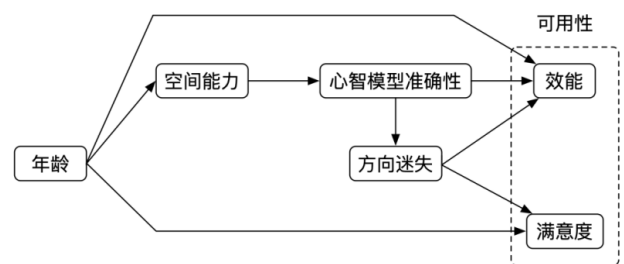 可用性
空间能力
心智模型准确性
效能
年龄
方向迷失
满意度